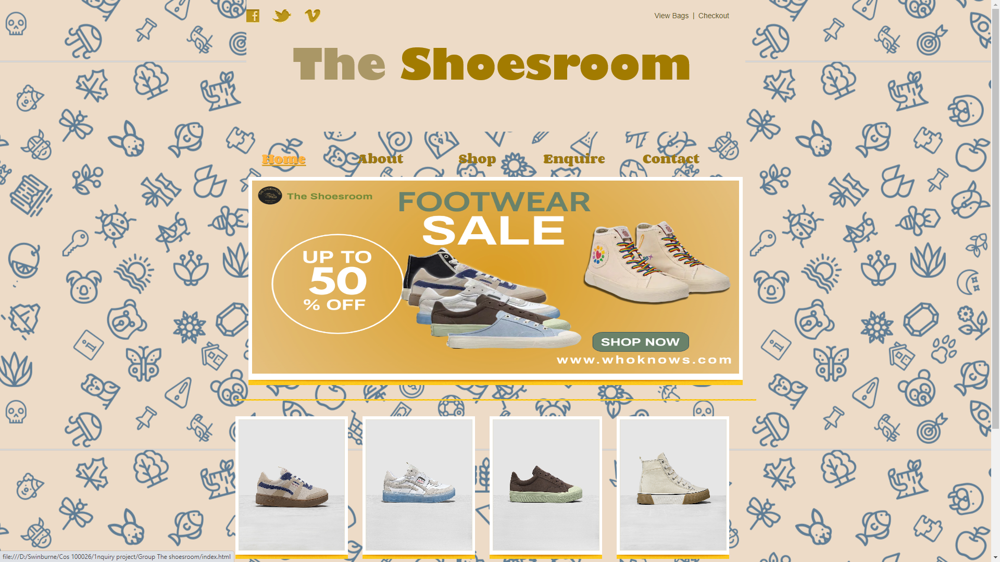 View Bags | Checkout
The Shoesroom
Home About Shop Enquire Contact
The Shoesroom
FOOTWEAR
SALE
UP TO
50
% OFF
SHOP NOW
www.whoknows.com
file:///D:/Swinburne/Cos 100026/1nquiry project/Group The shoesroom/index.html